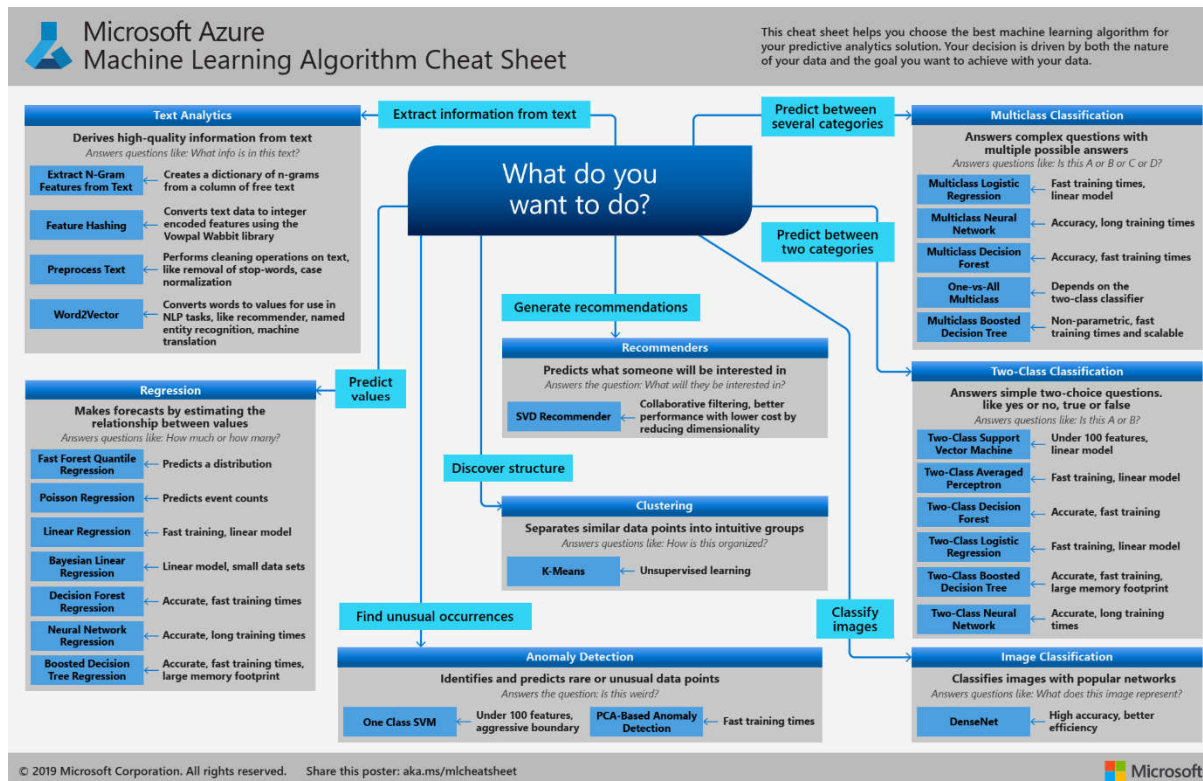 Microsoft Azure
Machine Learning Algorithm Cheat Sheet
This cheat sheet helps you choose the best machine learning algorithm for
your predictive analytics solution. Your decision is driven by both the nature
of your data and the goal you want to achieve with your data.
What do you
want to do?
Extract information from text
Text Analytics
Derives high-quality information from text
Answers questions like: What info is in this text?
Extract N-Gram
Features from Text
Creates a dictionary of n-grams
from a column of free text
Feature Hashing
Converts text data to integer
encoded features using the
Vowpal Wabbit library
Preprocess Text
Performs cleaning operations on text,
like removal of stop-words, case
normalization
Word2Vector
Converts words to values for use in
NLP tasks, like recommender, named
entity recognition, machine
translation
Predict
values
Regression
Makes forecasts by estimating the
relationship between values
Answers questions like: How much or how many?
Fast Forest Quantile
Regression
Predicts a distribution
Poisson Regression
Predicts event counts
Linear Regression
Fast training, linear model
Bayesian Linear
Regression
Linear model, small data sets
Decision Forest
Regression
Accurate, fast training times
Neural Network
Regression
Accurate, long training times
Boosted Decision
Tree Regression
Accurate, fast training times,
large memory footprint
Generate recommendations
Recommenders
Predicts what someone will be interested in
Answers the question: What will they be interested in?
SVD Recommender
Collaborative filtering, better
performance with lower cost by
reducing dimensionality
Discover structure
Clustering
Separates similar data points into intuitive groups
Answers questions like: How is this organized?
K-Means
Unsupervised learning
Find unusual occurrences
Anomaly Detection
Identifies and predicts rare or unusual data points
Answers the question: Is this weird?
One Class SVM
Under 100 features,
aggressive boundary
PCA-Based Anomaly
Detection
Fast training times
Predict between
several categories
Multiclass Classification
Answers complex questions with
multiple possible answers
Answers questions like: Is this A or B or C or D?
Multiclass Logistic
Regression
Fast training times,
linear model
Multiclass Neural
Network
Accuracy, long training times
Multiclass Decision
Forest
Accuracy, fast training times
One-vs-All
Multiclass
Depends on the
two-class classifier
Multiclass Boosted
Decision Tree
Non-parametric, fast
training times and scalable
Predict between
two categories
Two-Class Classification
Answers simple two-choice questions.
like yes or no, true or false
Answers questions like: Is this A or B?
Two-Class Support
Vector Machine
Under 100 features,
linear model
Two-Class Averaged
Perceptron
Fast training, linear model
Two-Class Decision
Forest
Accurate, fast training
Two-Class Logistic
Regression
Fast training, linear model
Two-Class Boosted
Decision Tree
Accurate, fast training,
large memory footprint
Two-Class Neural
Network
Accurate, long training
times
Classify
images
Image Classification
Classifies images with popular networks
Answers questions like: What does this image represent?
DenseNet
High accuracy, better
efficiency
© 2019 Microsoft Corporation. All rights reserved. Share this poster: aka.ms/mlcheatsheet
Microsoft